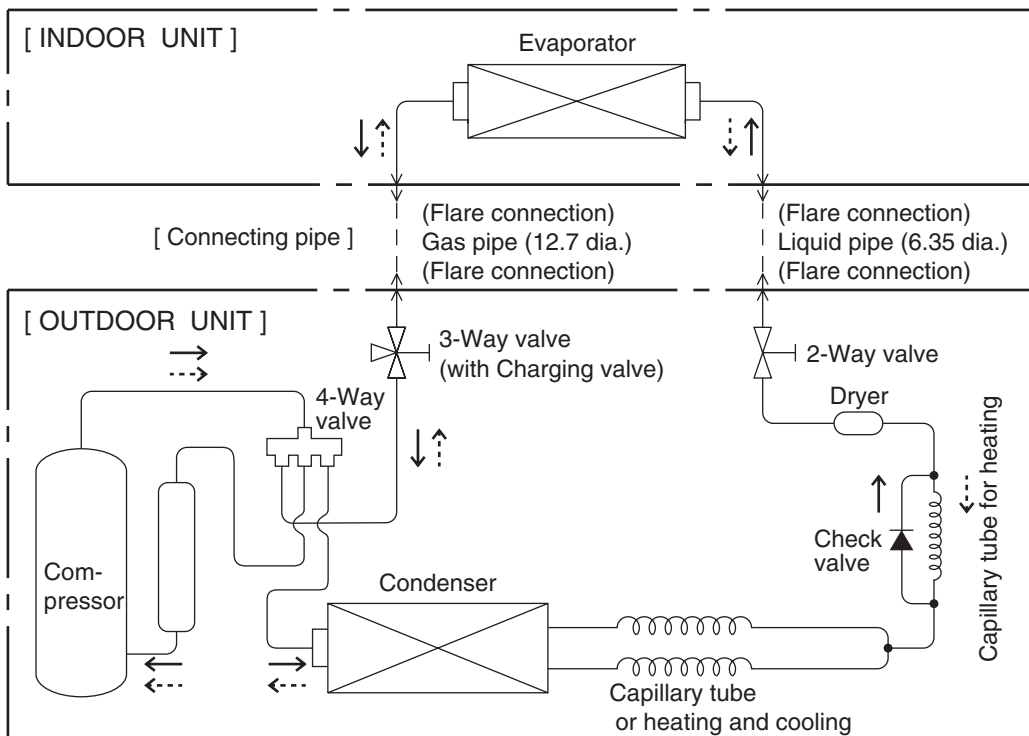 [ INDOOR UNIT ]
Evaporator
[ Connecting pipe ]
(Flare connection)
Gas pipe (12.7 dia.)
(Flare connection)
(Flare connection)
Liquid pipe (6.35 dia.)
(Flare connection)
[ OUTDOOR UNIT ]
3-Way valve
(with Charging valve)
2-Way valve
4-Way
valve
Dryer
Capillary tube for heating
Check
valve
Com-
pressor
Condenser
Capillary tube
or heating and cooling